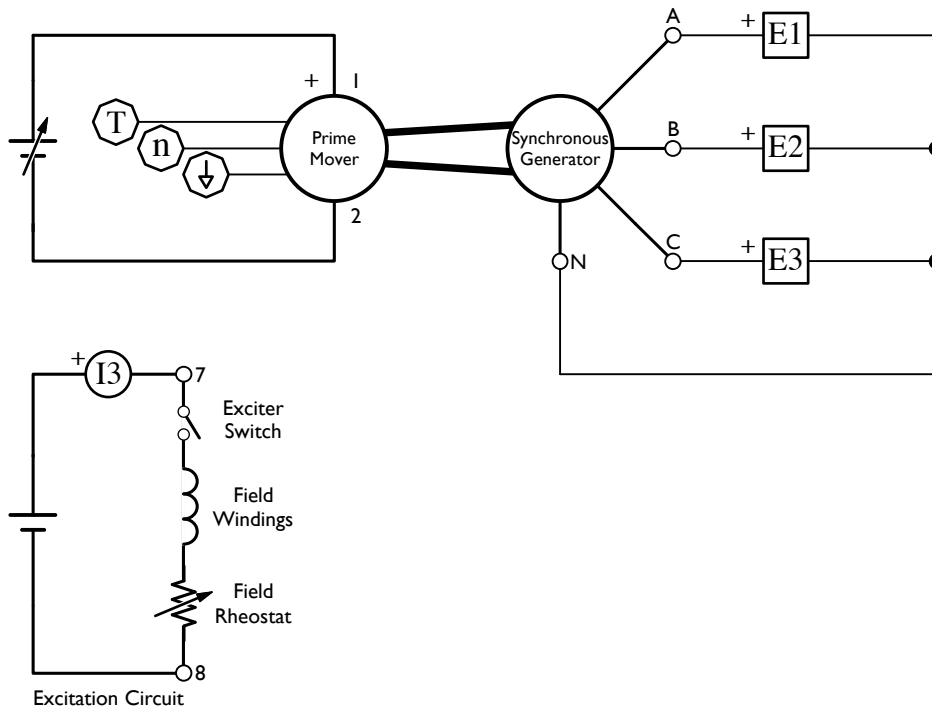 A
+ E1
+ 1
T
n
Prime
Mover
Synchronous
Generator
B
+ E2
2
C
+ E3
N
+ I3
7
Exciter
Switch
Field
Windings
Field
Rheostat
8
Excitation Circuit